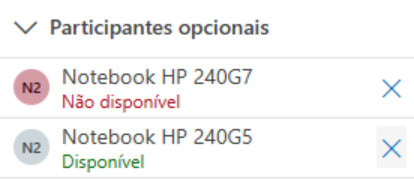 Participantes opcionais
N2 Notebook HP 240G7
Não disponível
N2 Notebook HP 240G5
Disponível